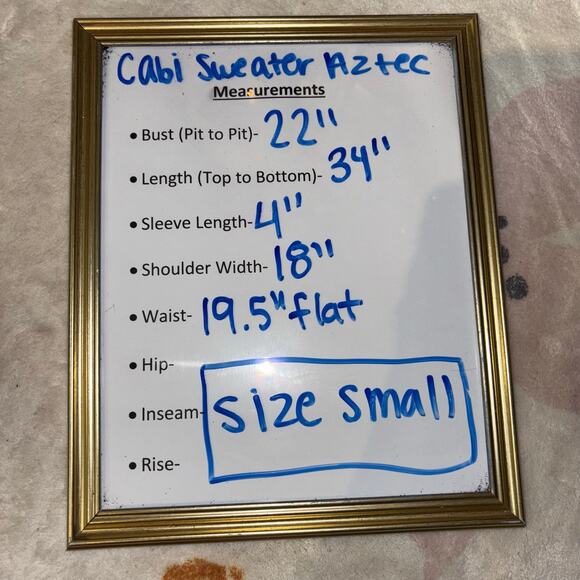 Cabi Sweater Aztec
Measurements
• Bust (Pit to Pit)- 22"
• Length (Top to Bottom)- 34"
• Sleeve Length- 4"
• Shoulder Width- 18"
• Waist- 19.5" flat
• Hip-
• Inseam-
size small
• Rise-